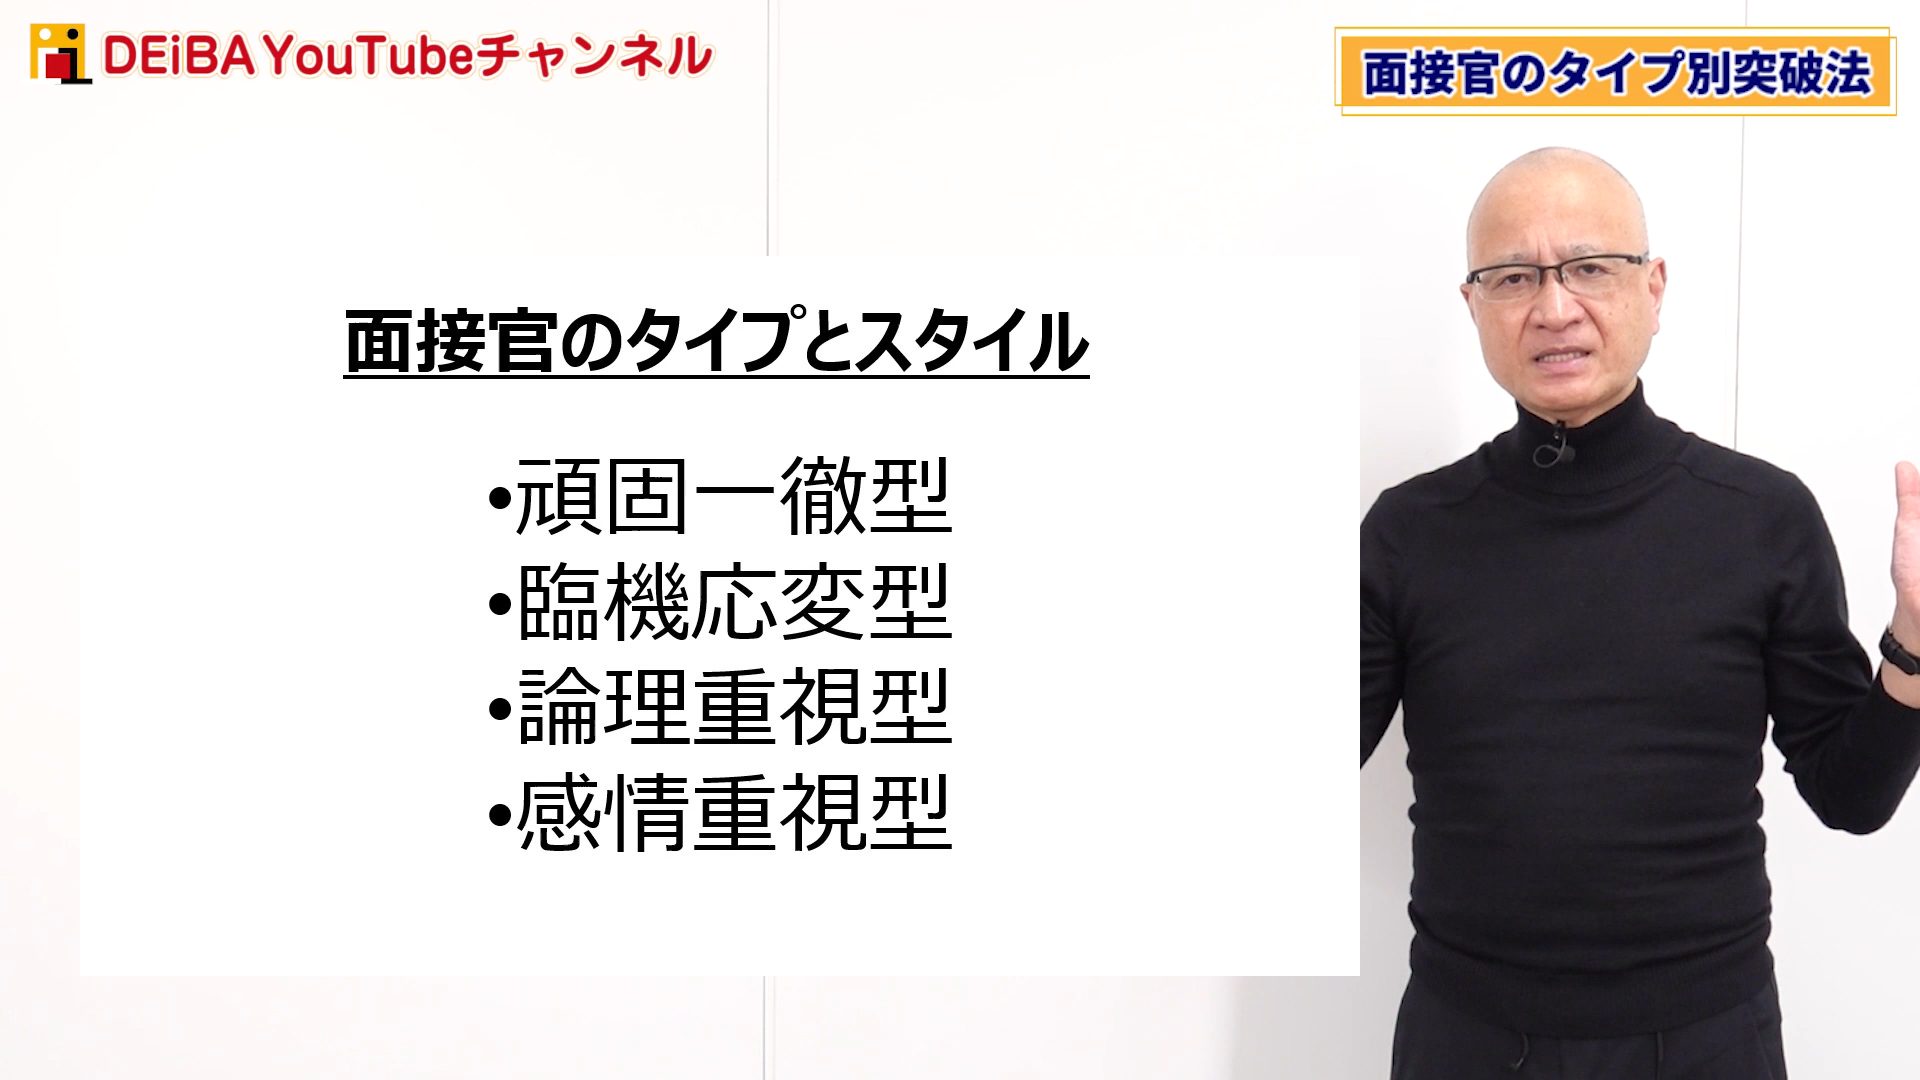 DEiBA YouTubeチャンネル
面接官のタイプ別突破法
面接官のタイプとスタイル
•頑固一徹型
•臨機応変型
•論理重視型
•感情重視型